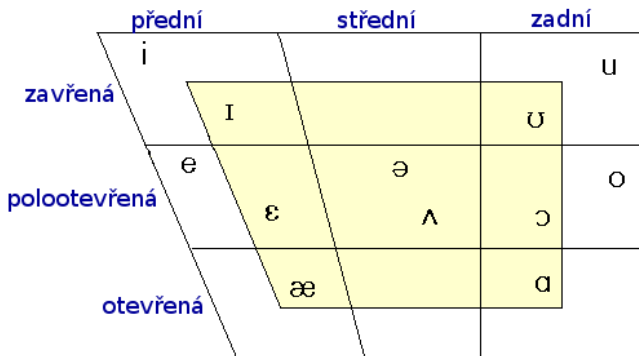 přední střední zadní
i u
zavřená
ɪ ʊ
e ə o
polootevřená
ɛ ʌ ɔ
æ ɑ
otevřená